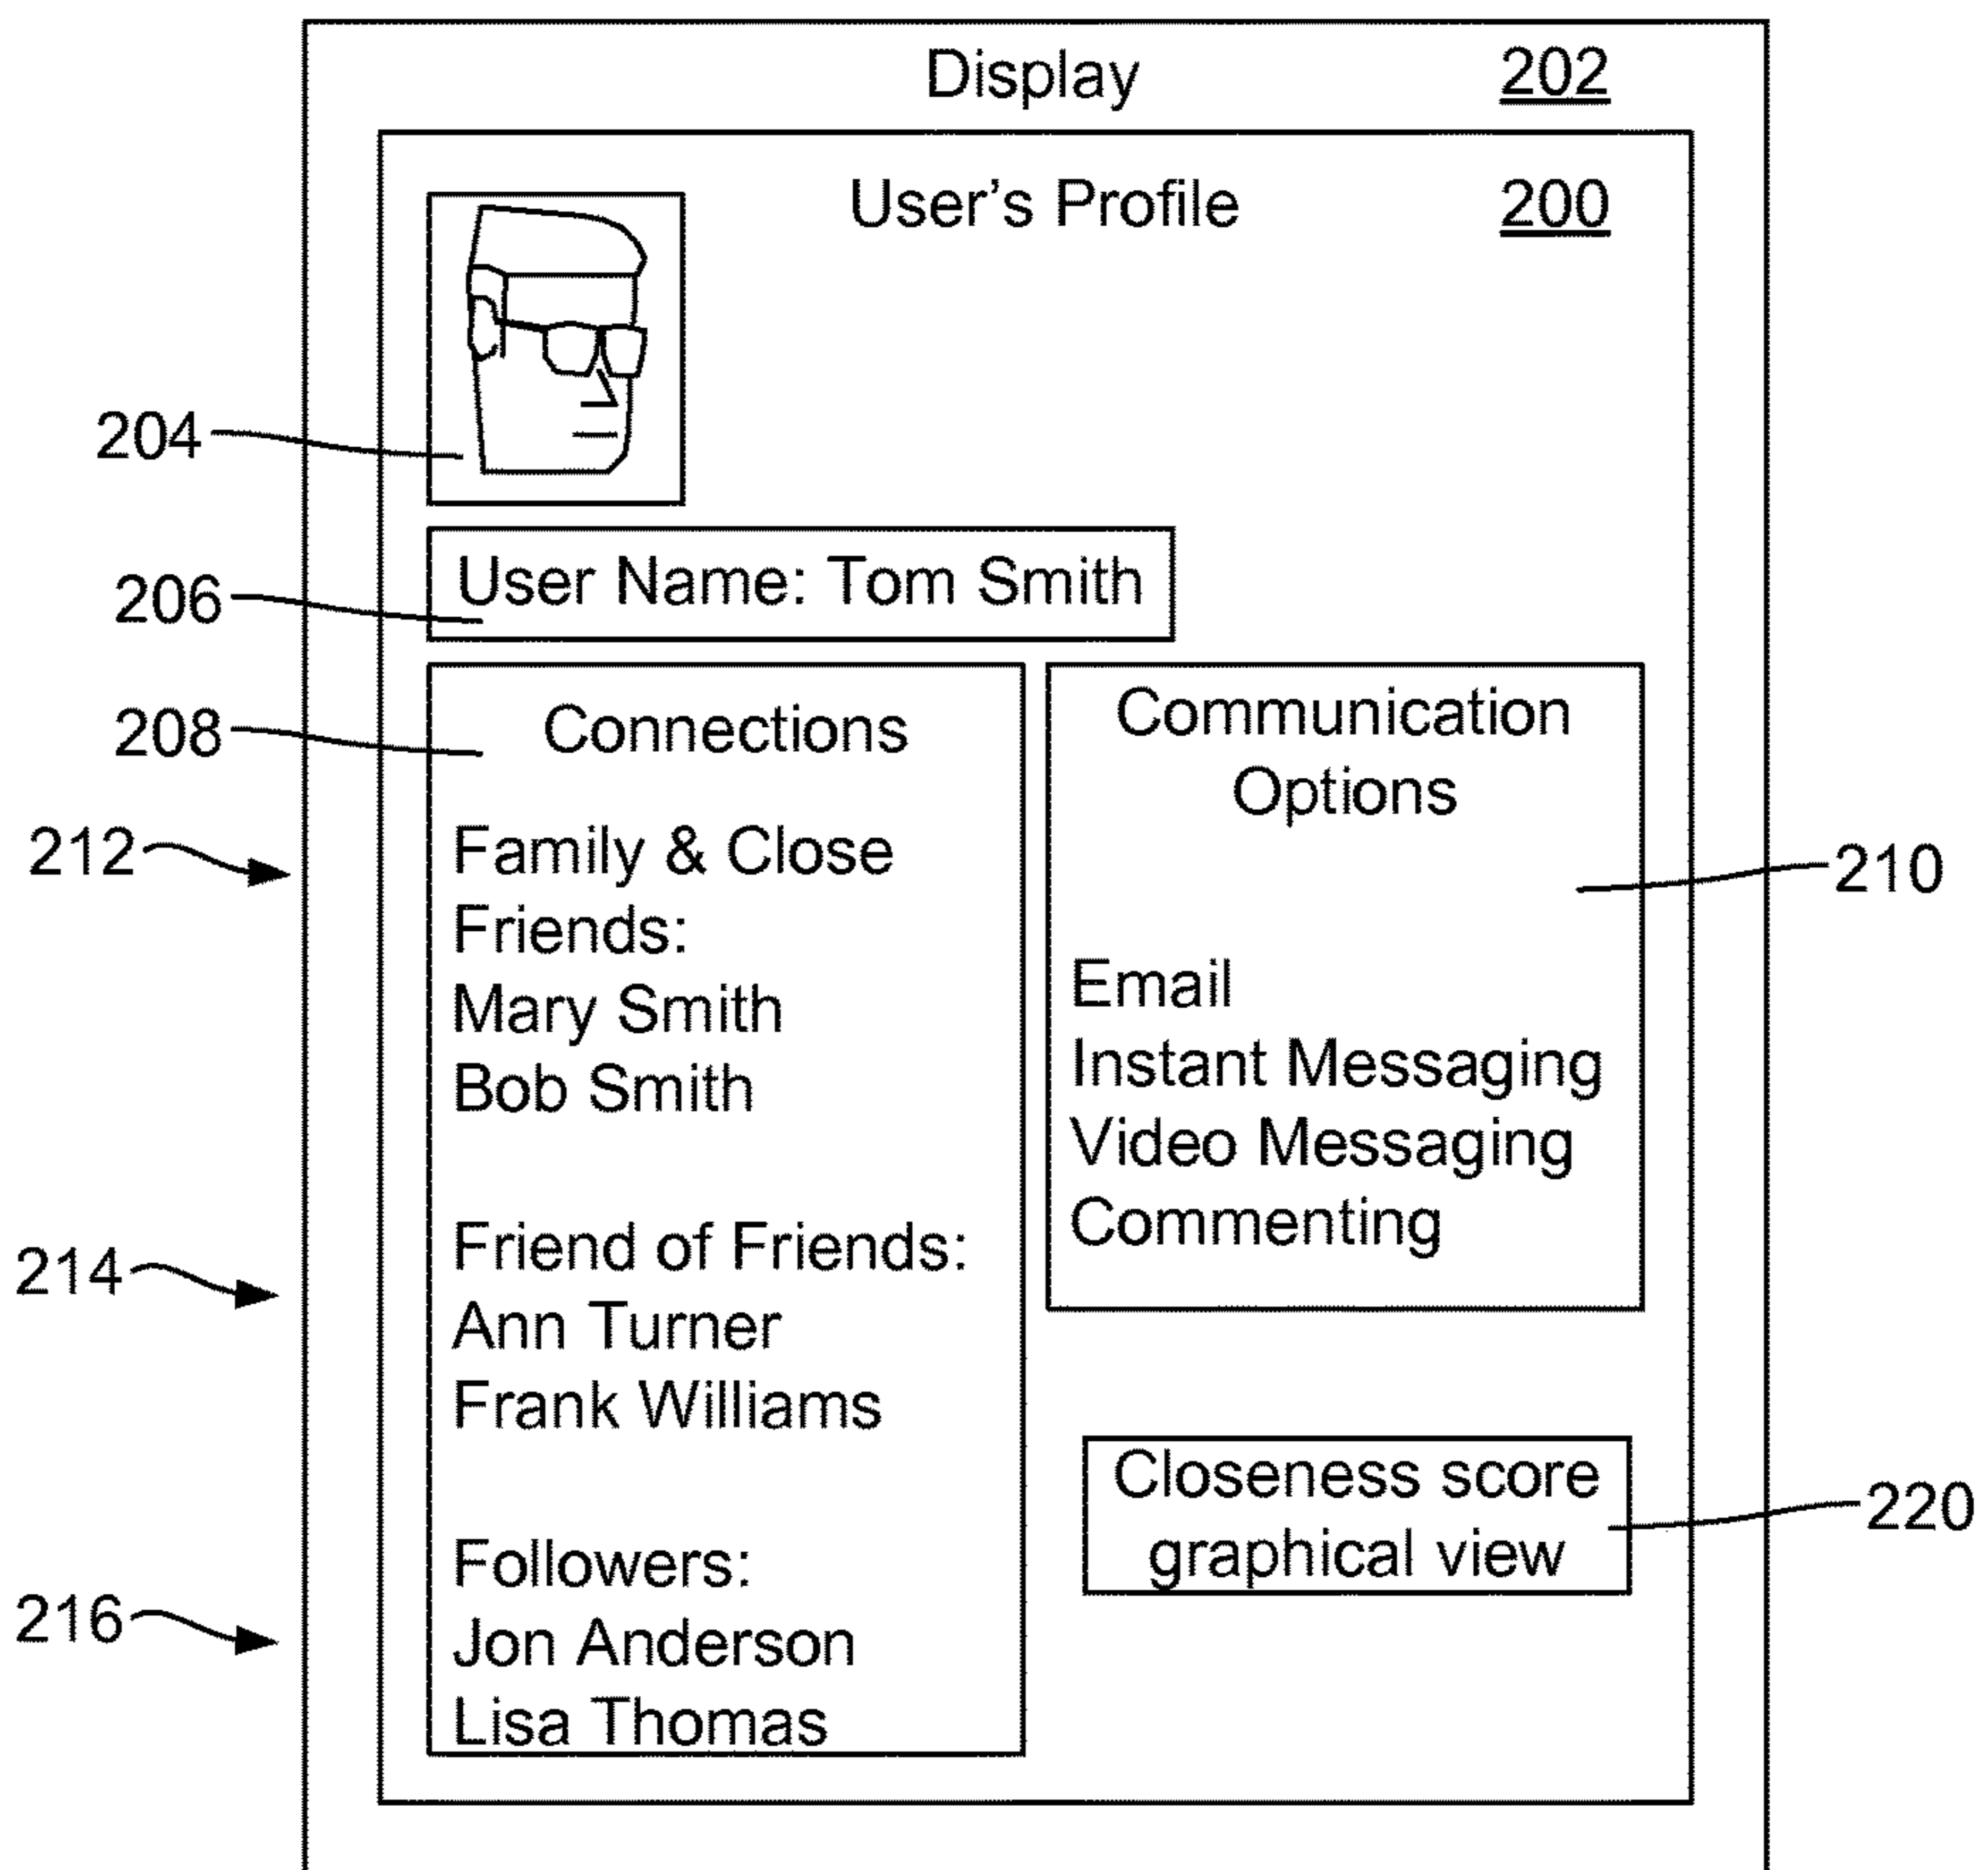 Display 202
User's Profile 200
204
User Name: Tom Smith
206
208
Connections
212
Family & Close
Friends:
Mary Smith
Bob Smith
214
Friend of Friends:
Ann Turner
Frank Williams
216
Followers:
Jon Anderson
Lisa Thomas
Communication
Options
210
Email
Instant Messaging
Video Messaging
Commenting
Closeness score
graphical view
220